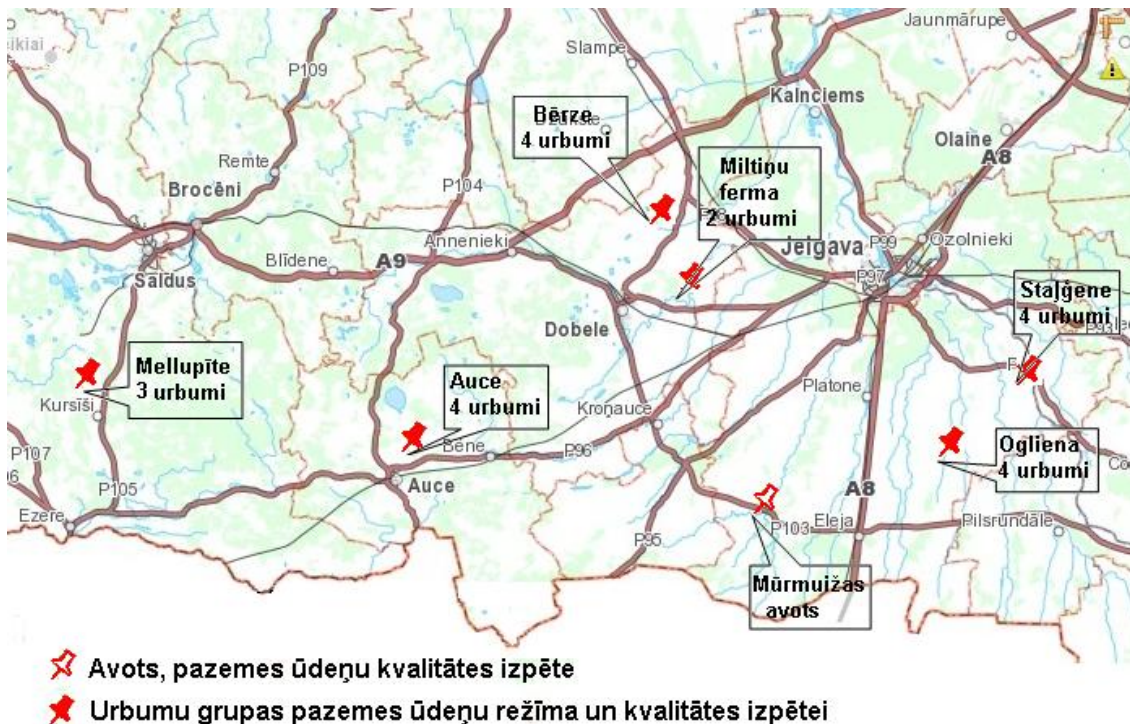 Jaunmārupe
Slampe
P109
Kalnciems
Bērze
4 urbumi
Olaine
A8
Remte
Miltiņu
ferma
2 urbumi
Brocēni
P104
Annenieki
Jelgava
P99
Ozolnieki
Blīdene
A9
P97
Saldus
Staļģene
4 urbumi
P93
Dobele
Mellupīte
3 urbumi
Auce
4 urbumi
Platone
Kursīši
Kroņauce
Ogliena
4 urbumi
P107
Bene
P96
P105
Auce
A8
Ezere
P103
Eleja
Pilsrundāle
P95
Mūrmuižas
avots
Avots, pazemes ūdeņu kvalitātes izpēte
Urbumu grupas pazemes ūdeņu režīma un kvalitātes izpētei